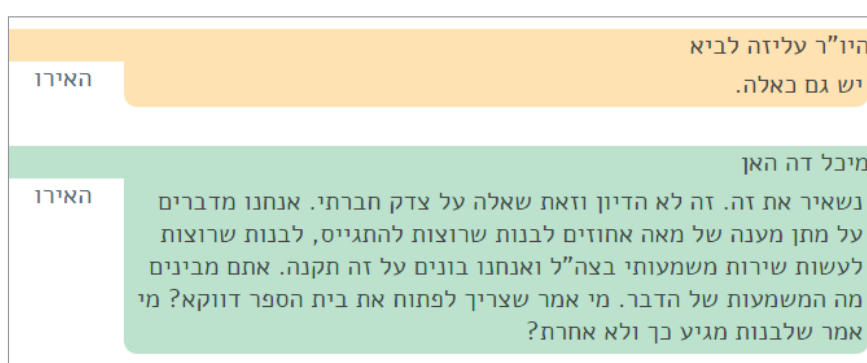 היו"ר עליזה לביא
האירו
יש גם כאלה.
מיכל דה האן
האירו
נשאיר את זה. זה לא הדיון וזאת שאלה על צדק חברתי. אנחנו מדברים
על מתן מענה של מאה אחוזים לבנות שרוצות להתגייס, לבנות שרוצות
לעשות שירות משמעותי בצה"ל ואנחנו בונים על זה תקנה. אתם מבינים
מה המשמעות של הדבר. מי אמר שצריך לפתוח את בית הספר דווקא? מי
אמר שלבנות מגיע כך ולא אחרת?